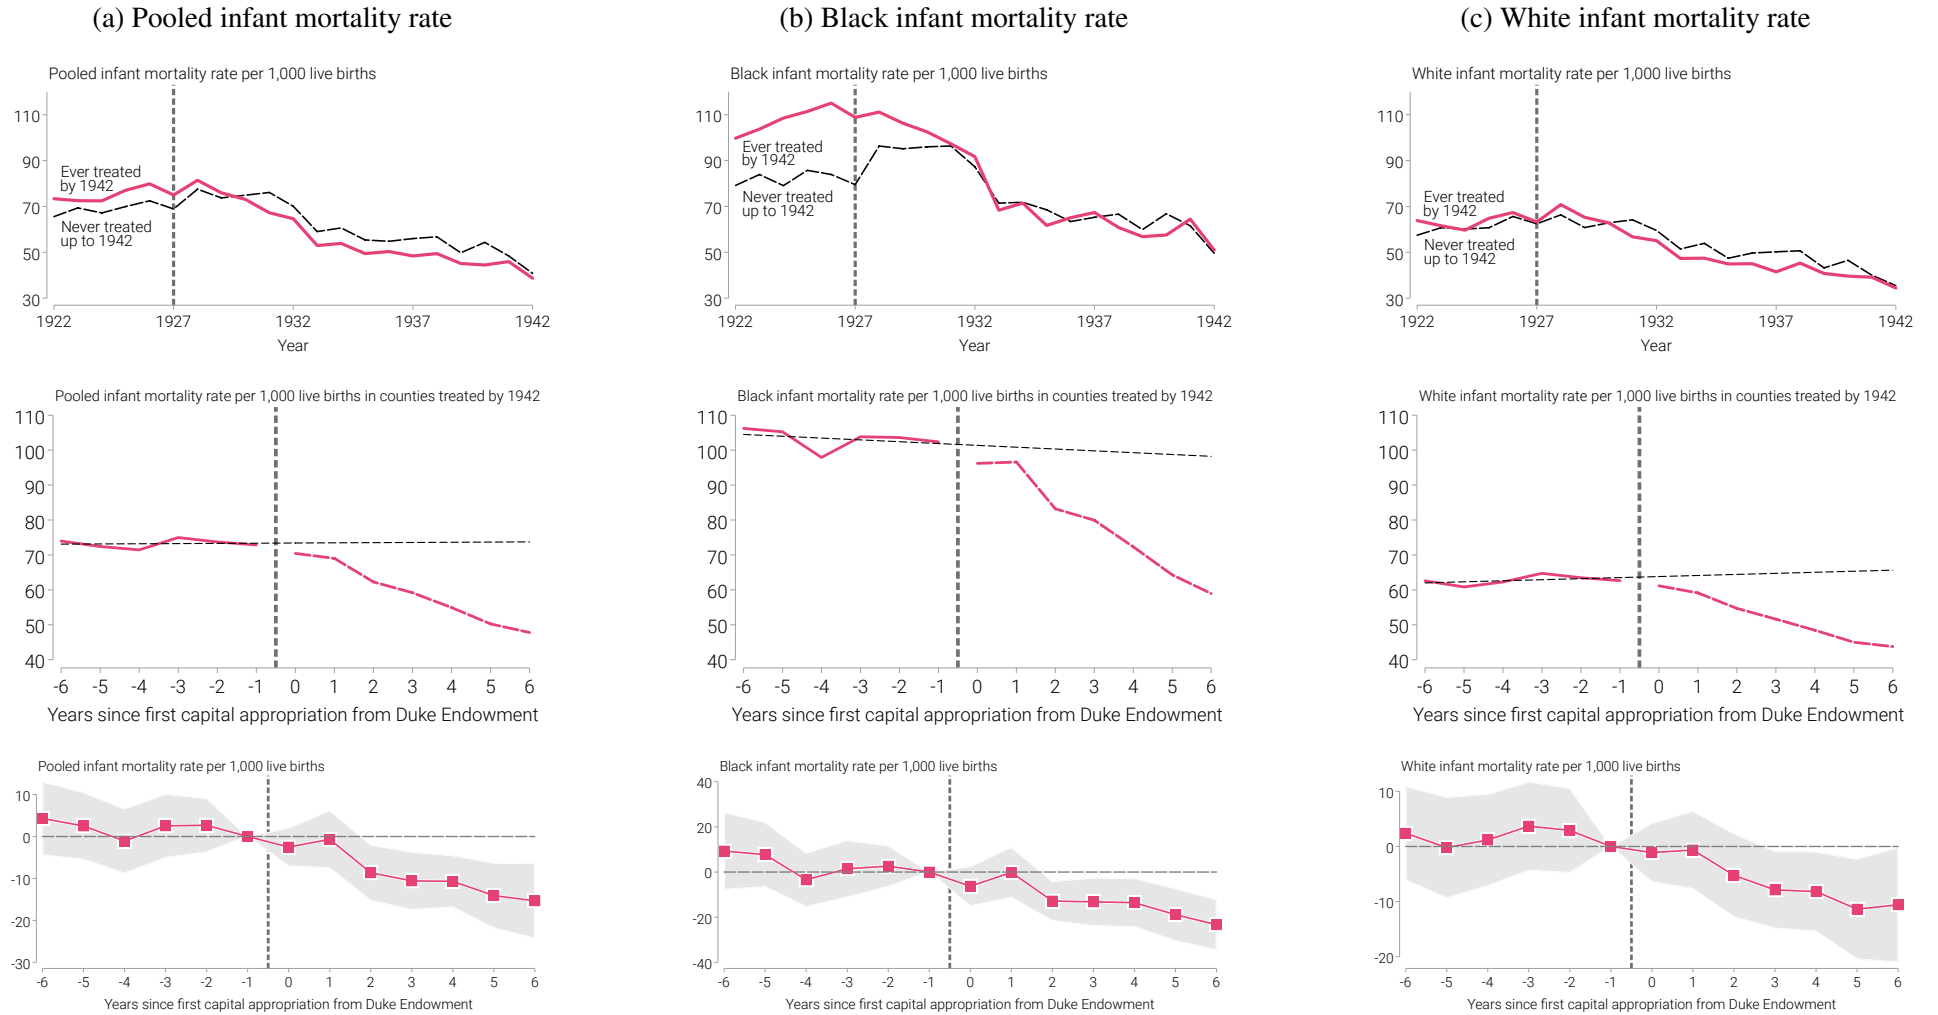 (a) Pooled infant mortality rate
Pooled infant mortality rate per 1,000 live births
110
90
70
50
30
Ever treated
by 1942
Never treated
up to 1942
1922 1927 1932 1937 1942
Year
Pooled infant mortality rate per 1,000 live births in counties treated by 1942
110
100
90
80
70
60
50
40
-6 -5 -4 -3 -2 -1 0 1 2 3 4 5 6
Years since first capital appropriation from Duke Endowment
Pooled infant mortality rate per 1,000 live births
10
0
-10
-20
-30
-6 -5 -4 -3 -2 -1 0 1 2 3 4 5 6
Years since first capital appropriation from Duke Endowment
(b) Black infant mortality rate
Black infant mortality rate per 1,000 live births
110
90
70
50
30
Ever treated
by 1942
Never treated
up to 1942
1922 1927 1932 1937 1942
Year
Black infant mortality rate per 1,000 live births in counties treated by 1942
110
100
90
80
70
60
50
40
-6 -5 -4 -3 -2 -1 0 1 2 3 4 5 6
Years since first capital appropriation from Duke Endowment
Black infant mortality rate per 1,000 live births
40
20
0
-20
-40
-6 -5 -4 -3 -2 -1 0 1 2 3 4 5 6
Years since first capital appropriation from Duke Endowment
(c) White infant mortality rate
White infant mortality rate per 1,000 live births
110
90
70
50
30
Ever treated
by 1942
Never treated
up to 1942
1922 1927 1932 1937 1942
Year
White infant mortality rate per 1,000 live births in counties treated by 1942
110
100
90
80
70
60
50
40
-6 -5 -4 -3 -2 -1 0 1 2 3 4 5 6
Years since first capital appropriation from Duke Endowment
White infant mortality rate per 1,000 live births
10
0
-10
-20
-6 -5 -4 -3 -2 -1 0 1 2 3 4 5 6
Years since first capital appropriation from Duke Endowment